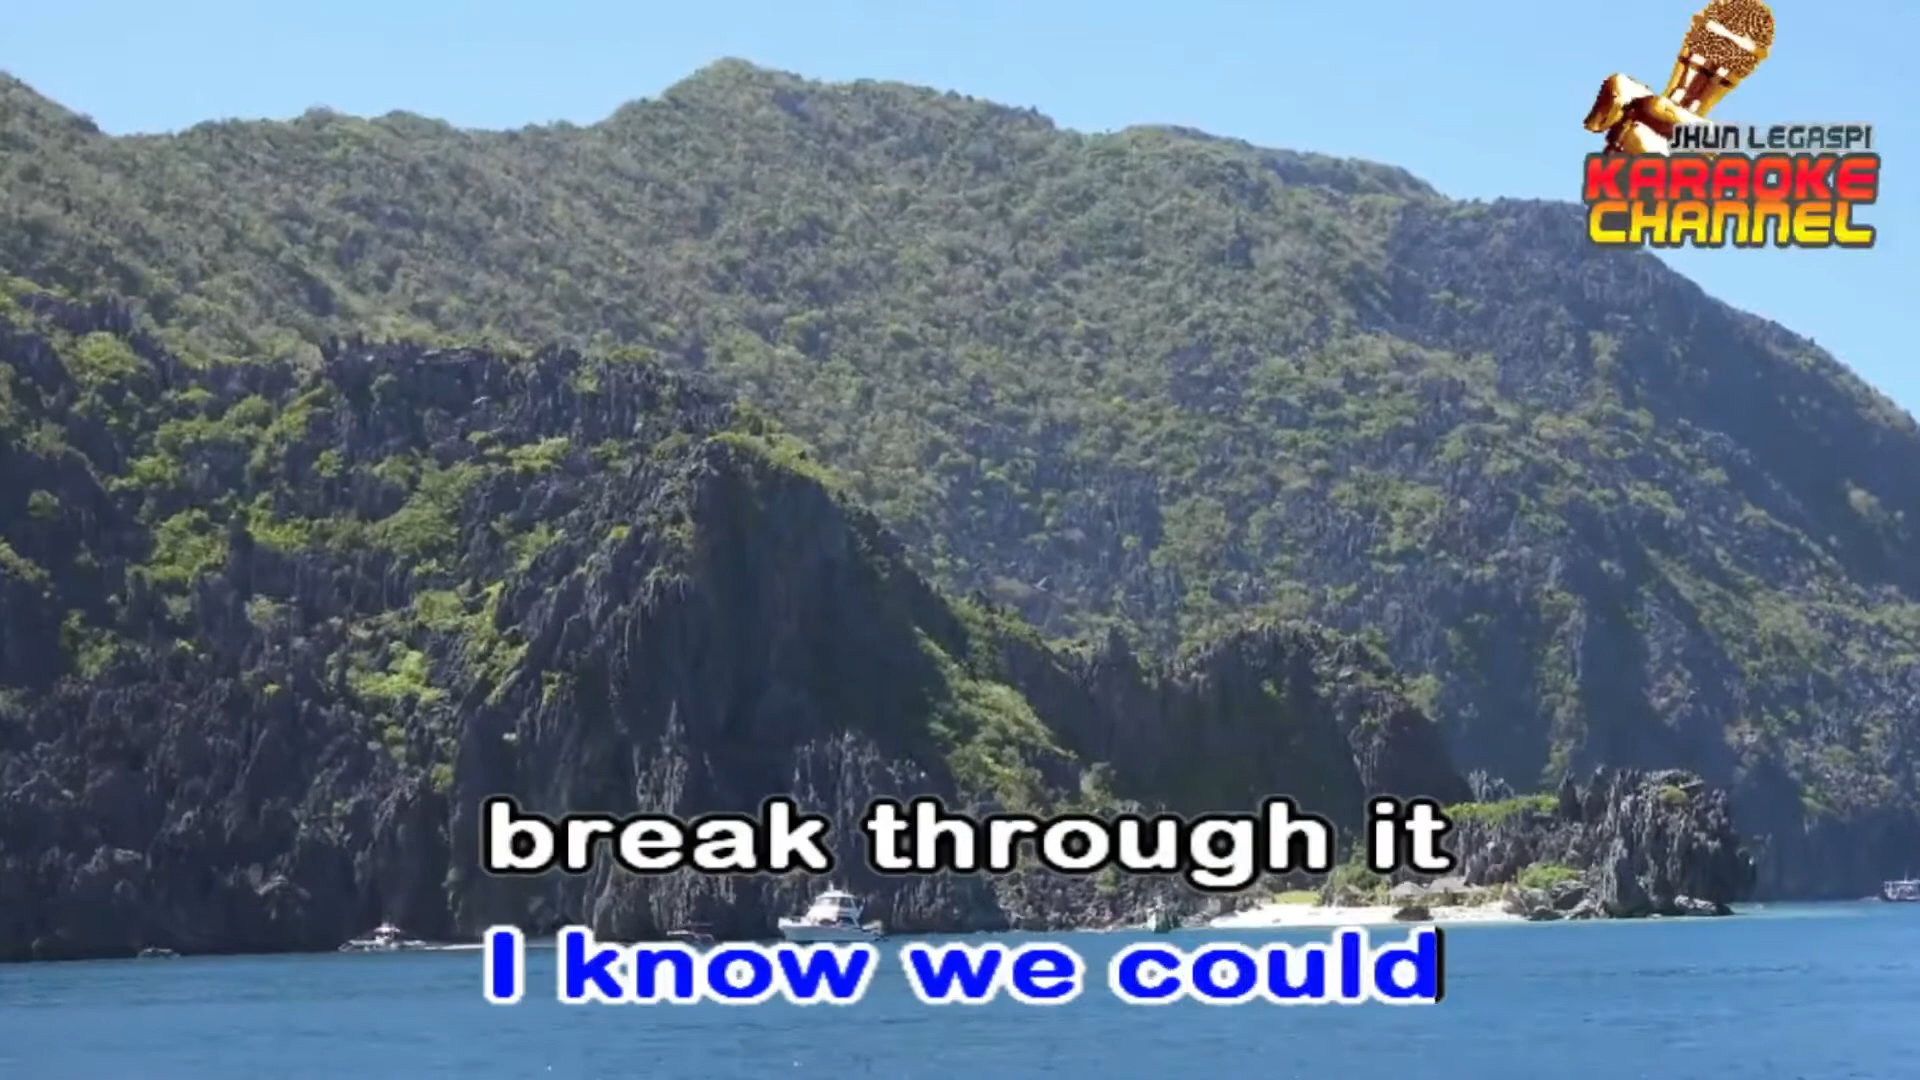 JHUN LEGASPI
KARAOKE
CHANNEL
break through it
I know we could